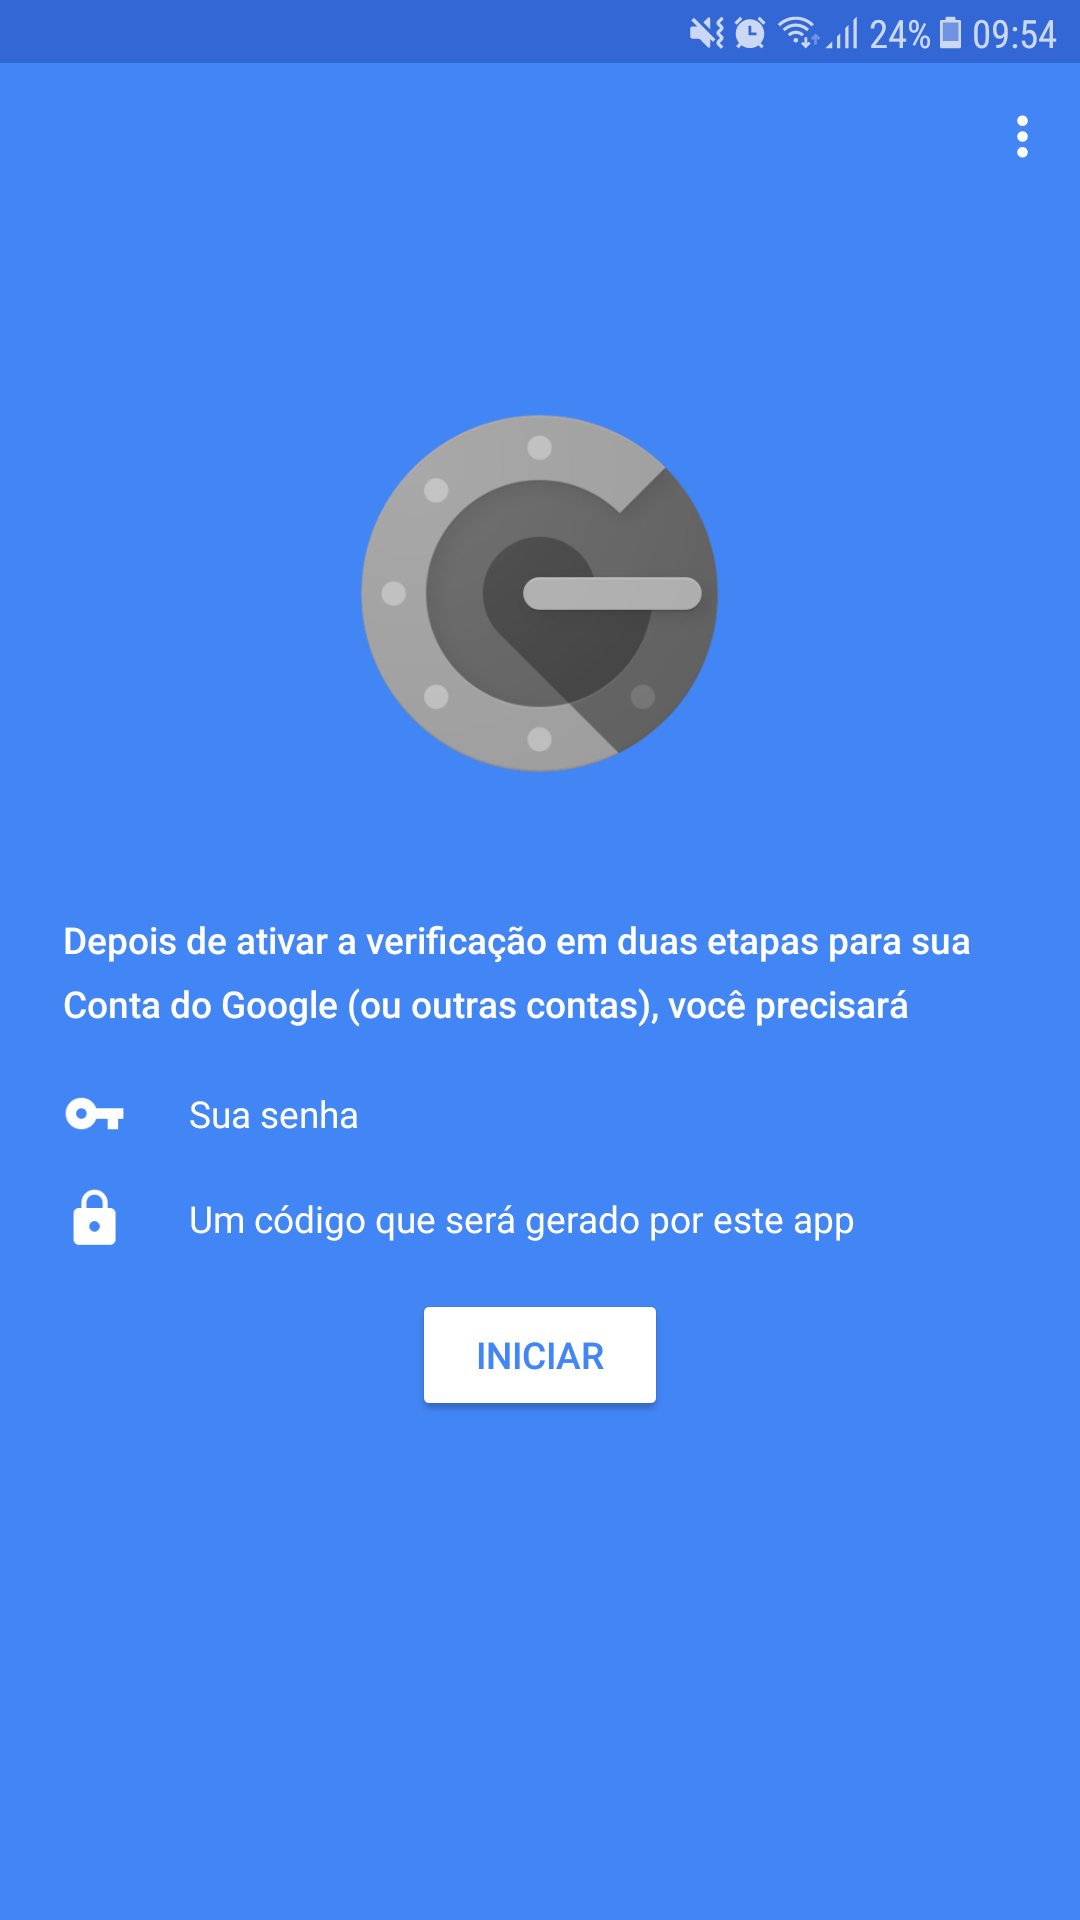 24% 09:54
Depois de ativar a verificação em duas etapas para sua
Conta do Google (ou outras contas), você precisará
Sua senha
Um código que será gerado por este app
INICIAR